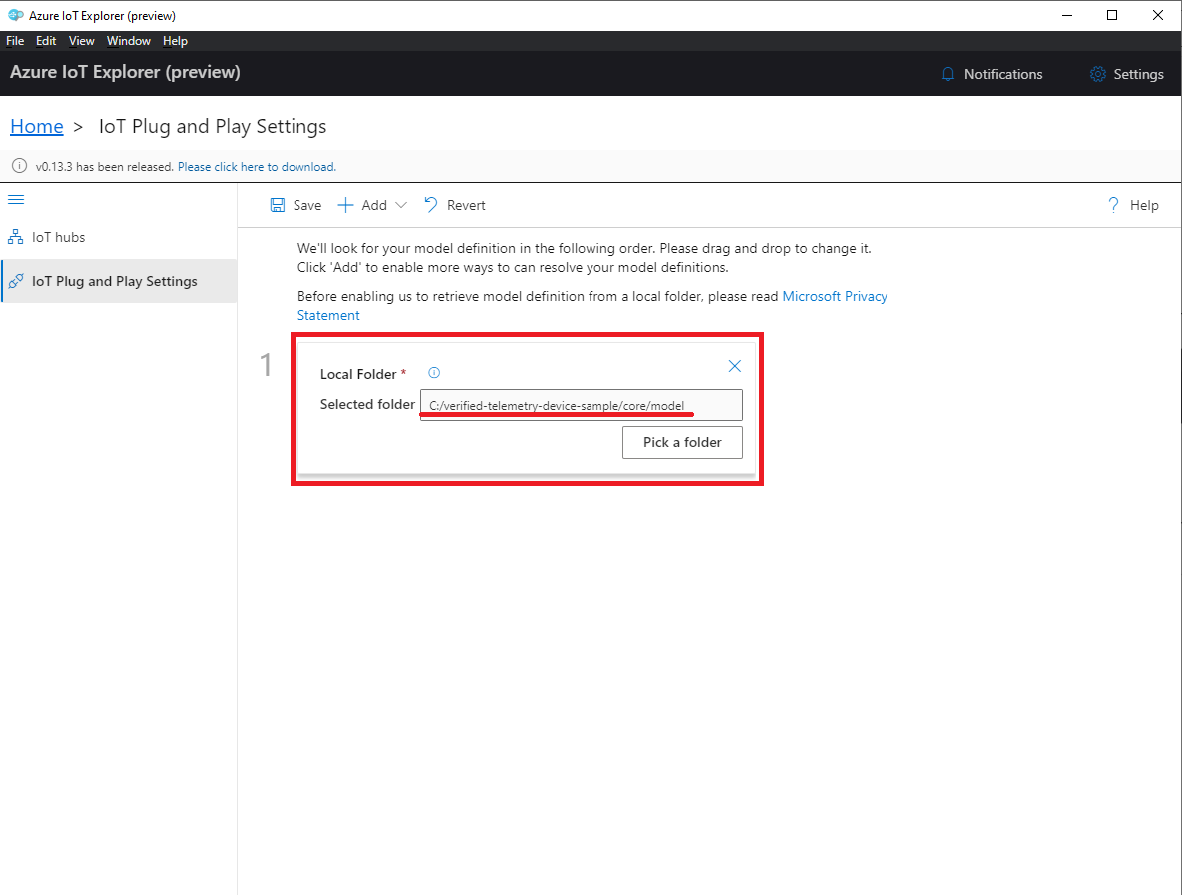 Azure IoT Explorer (preview)
File Edit View Window Help
Azure IoT Explorer (preview)
Notifications
Settings
Home > IoT Plug and Play Settings
v0.13.3 has been released. Please click here to download.
Save
Add
Revert
Help
IoT hubs
IoT Plug and Play Settings
We'll look for your model definition in the following order. Please drag and drop to change it.
Click 'Add' to enable more ways to can resolve your model definitions.
Before enabling us to retrieve model definition from a local folder, please read Microsoft Privacy
Statement
1
Local Folder *
Selected folder C:/verified-telemetry-device-sample/core/model
Pick a folder